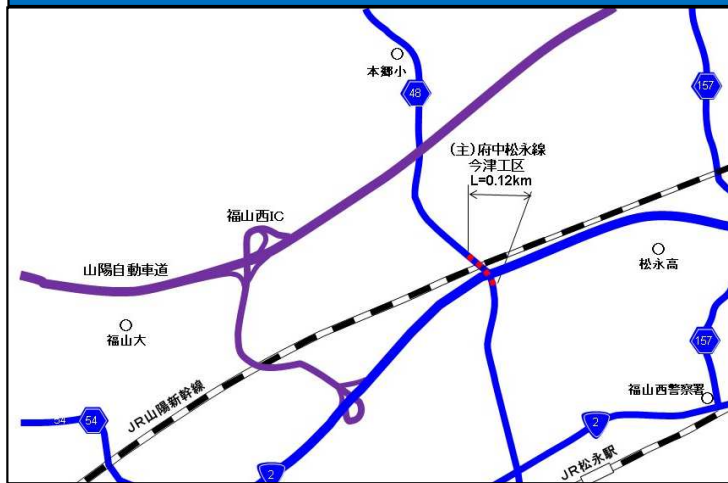 本郷小
48
157
(主)府中松永線
今津工区
L=0.12km
福山西IC
山陽自動車道
松永高
福山大
157
福山西警察署
JR山陽新幹線
54
54
2
2
JR松永駅